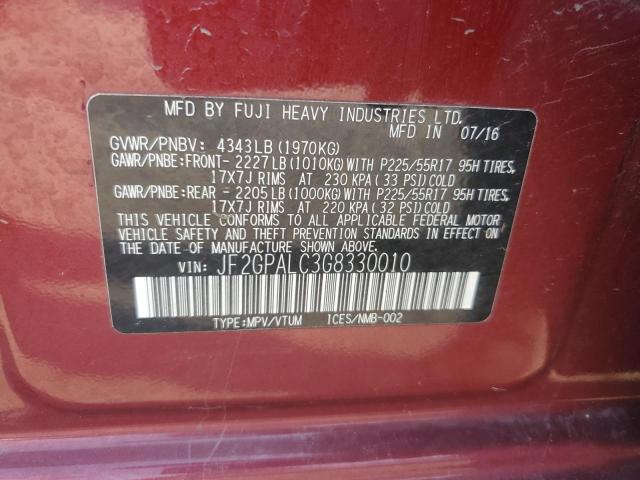 MFD BY FUJI HEAVY INDUSTRIES LTD.
MFD IN 07/16
GVWR/PNBV: 4343LB (1970KG)
GAWR/PNBE:FRONT- 2227LB (1010KG) WITH P225/55R17 95H TIRES,
17X7J RIMS AT 230 KPA (33 PSI) COLD
GAWR/PNBE:REAR - 2205LB (1000KG) WITH P225/55R17 95H TIRES,
17X7J RIMS AT 220 KPA (32 PSI) COLD
THIS VEHICLE CONFORMS TO ALL APPLICABLE FEDERAL MOTOR
VEHICLE SAFETY AND THEFT PREVENTION STANDARDS IN EFFECT ON
THE DATE OF MANUFACTURE SHOWN ABOVE.
VIN: JF2GPALC3G8330010
TYPE:MPV/VTUM ICES/NMB-002